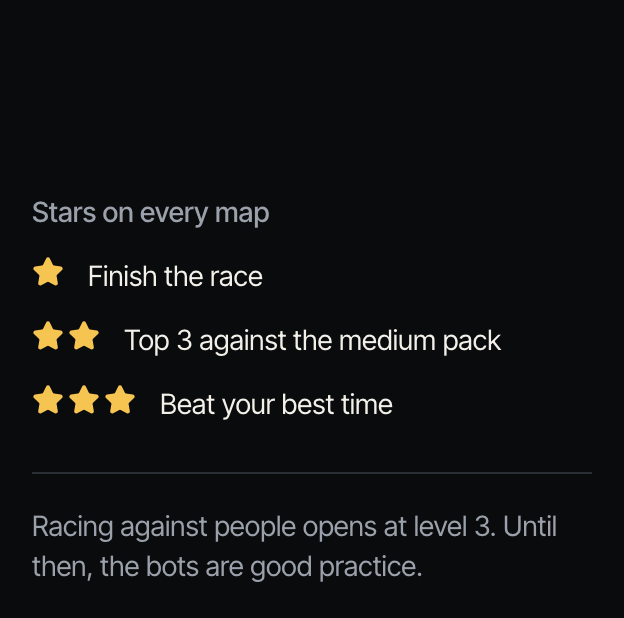 Stars on every map
Finish the race
Top 3 against the medium pack
Beat your best time
Racing against people opens at level 3. Until
then, the bots are good practice.